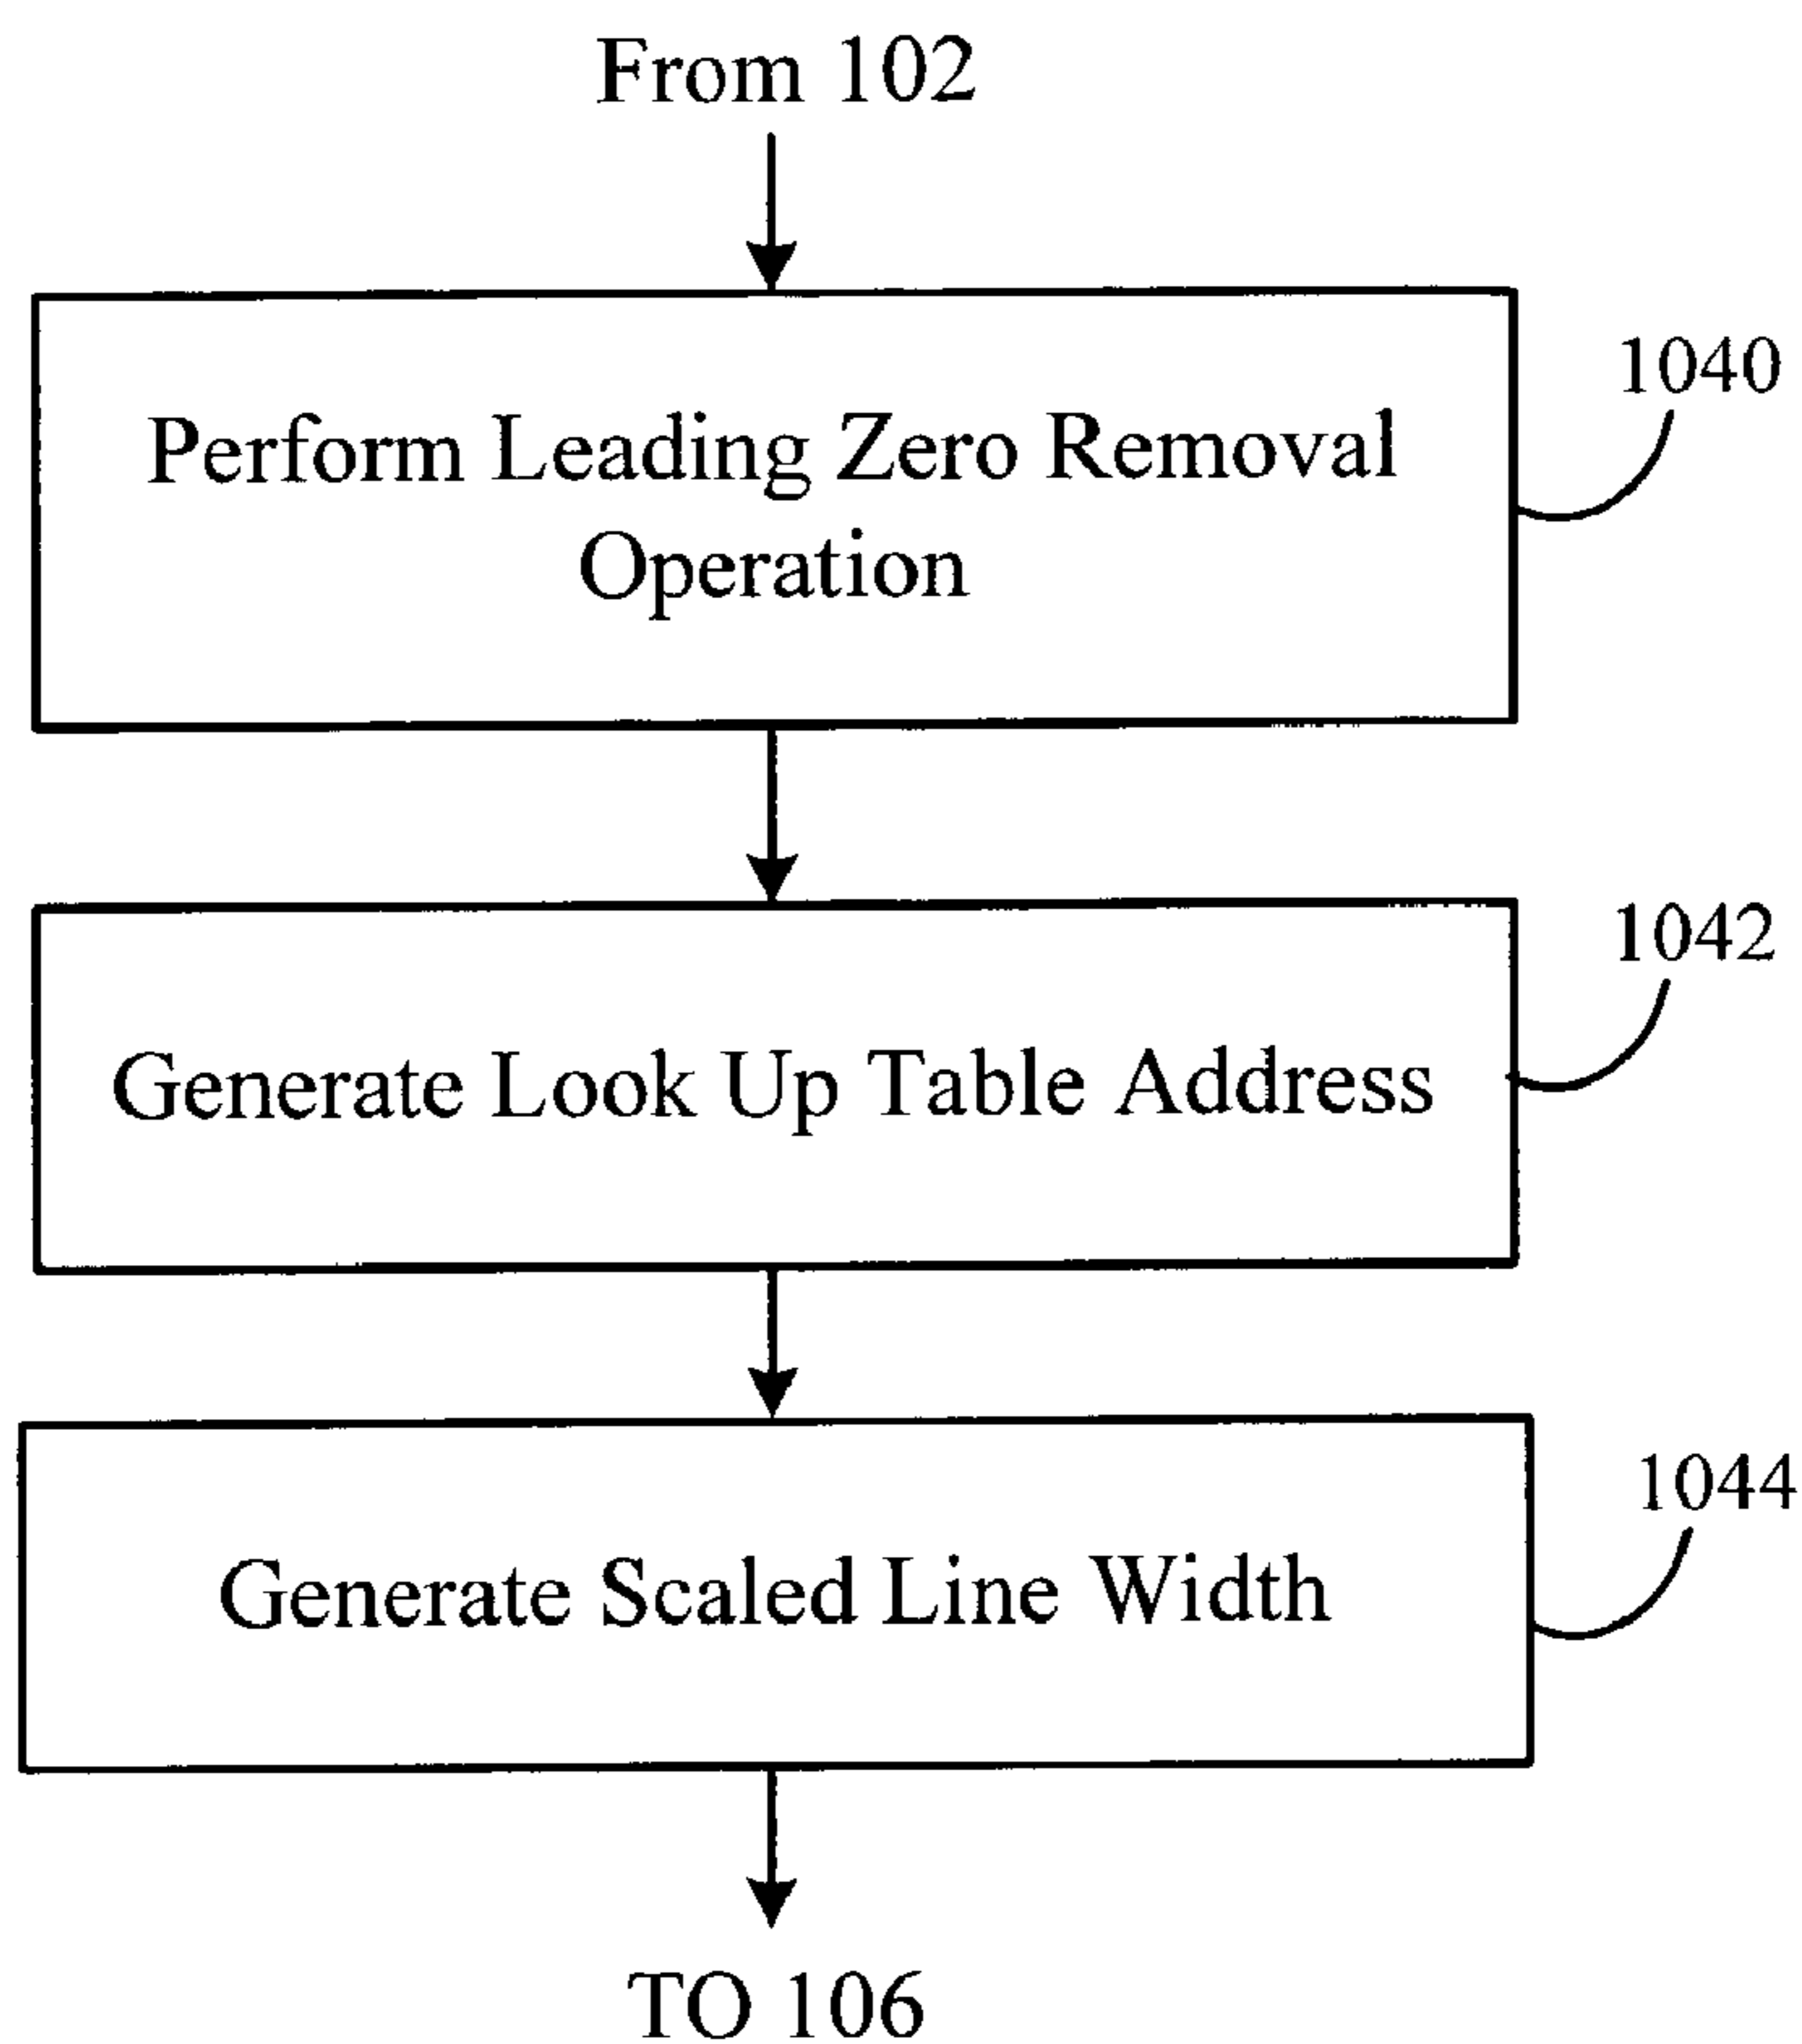 From 102
1040
Perform Leading Zero Removal
Operation
1042
Generate Look Up Table Address
1044
Generate Scaled Line Width
TO 106